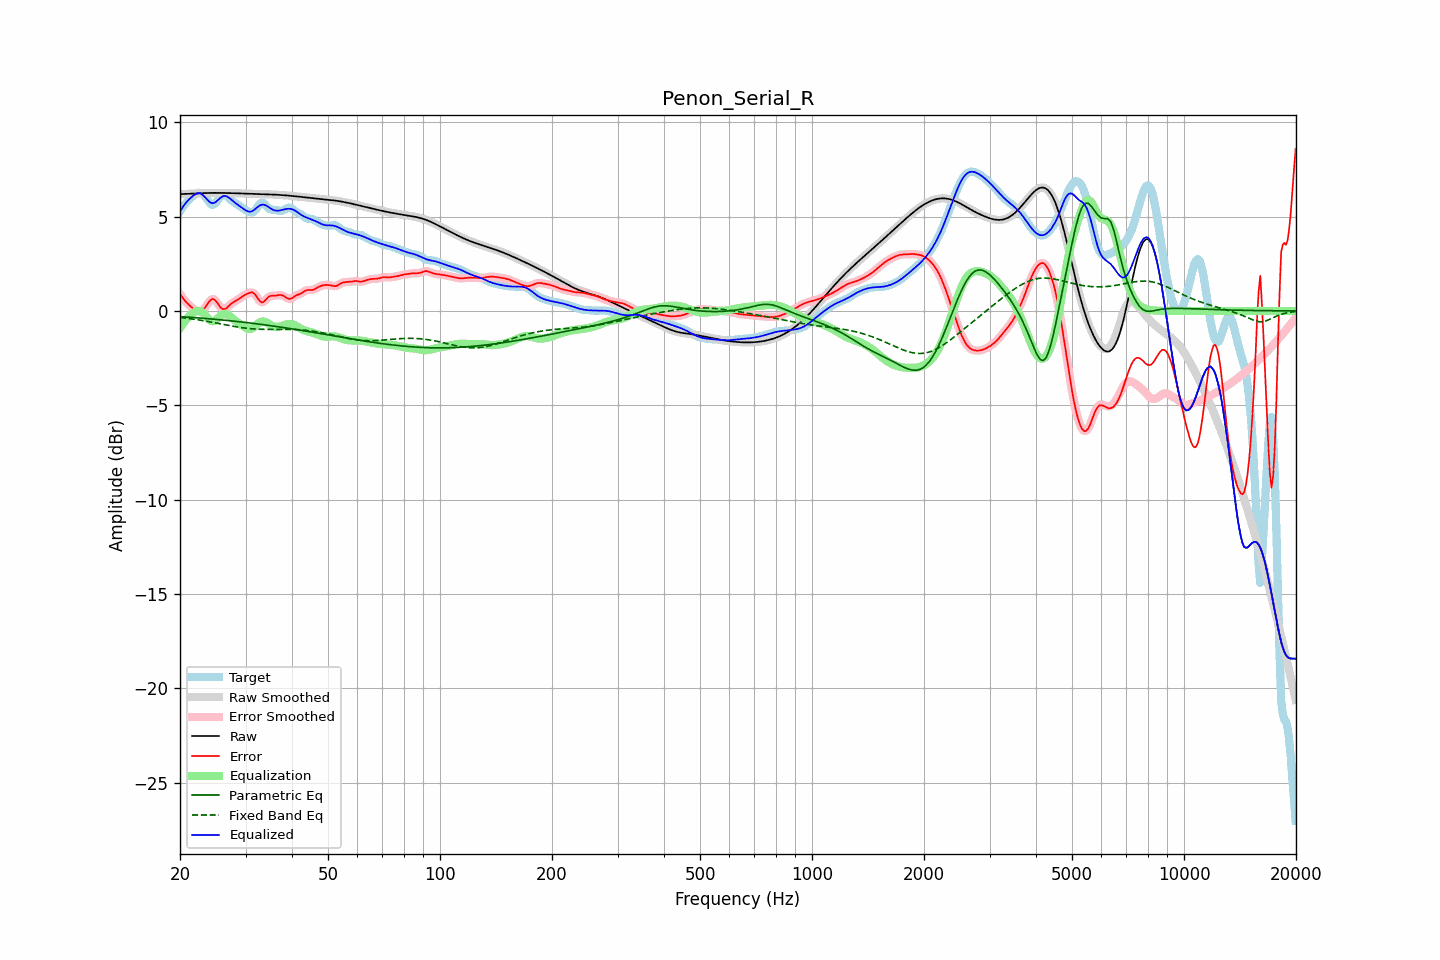 Penon_Serial_R
10
5
0
−5
−10
−15
−20
−25
Amplitude (dBr)
Target
Raw Smoothed
Error Smoothed
Raw
Error
Equalization
Parametric Eq
Fixed Band Eq
Equalized
20 50 100 200 500 1000 2000 5000 10000 20000
Frequency (Hz)